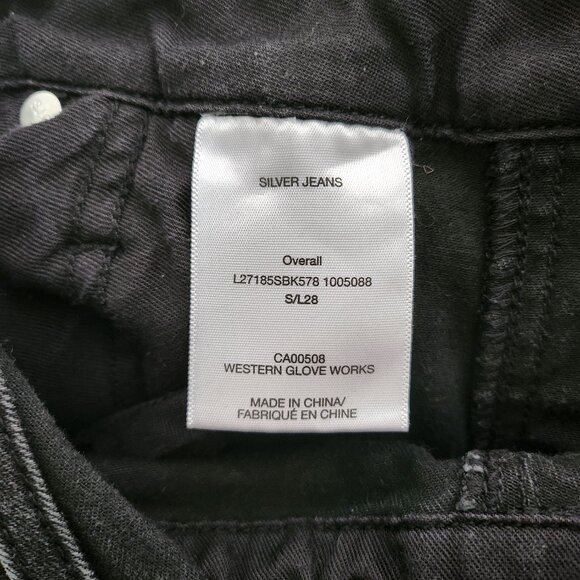 SILVER JEANS
Overall
L27185SBK578 1005088
S/L28
CA00508
WESTERN GLOVE WORKS
MADE IN CHINA/
FABRIQUÉ EN CHINE